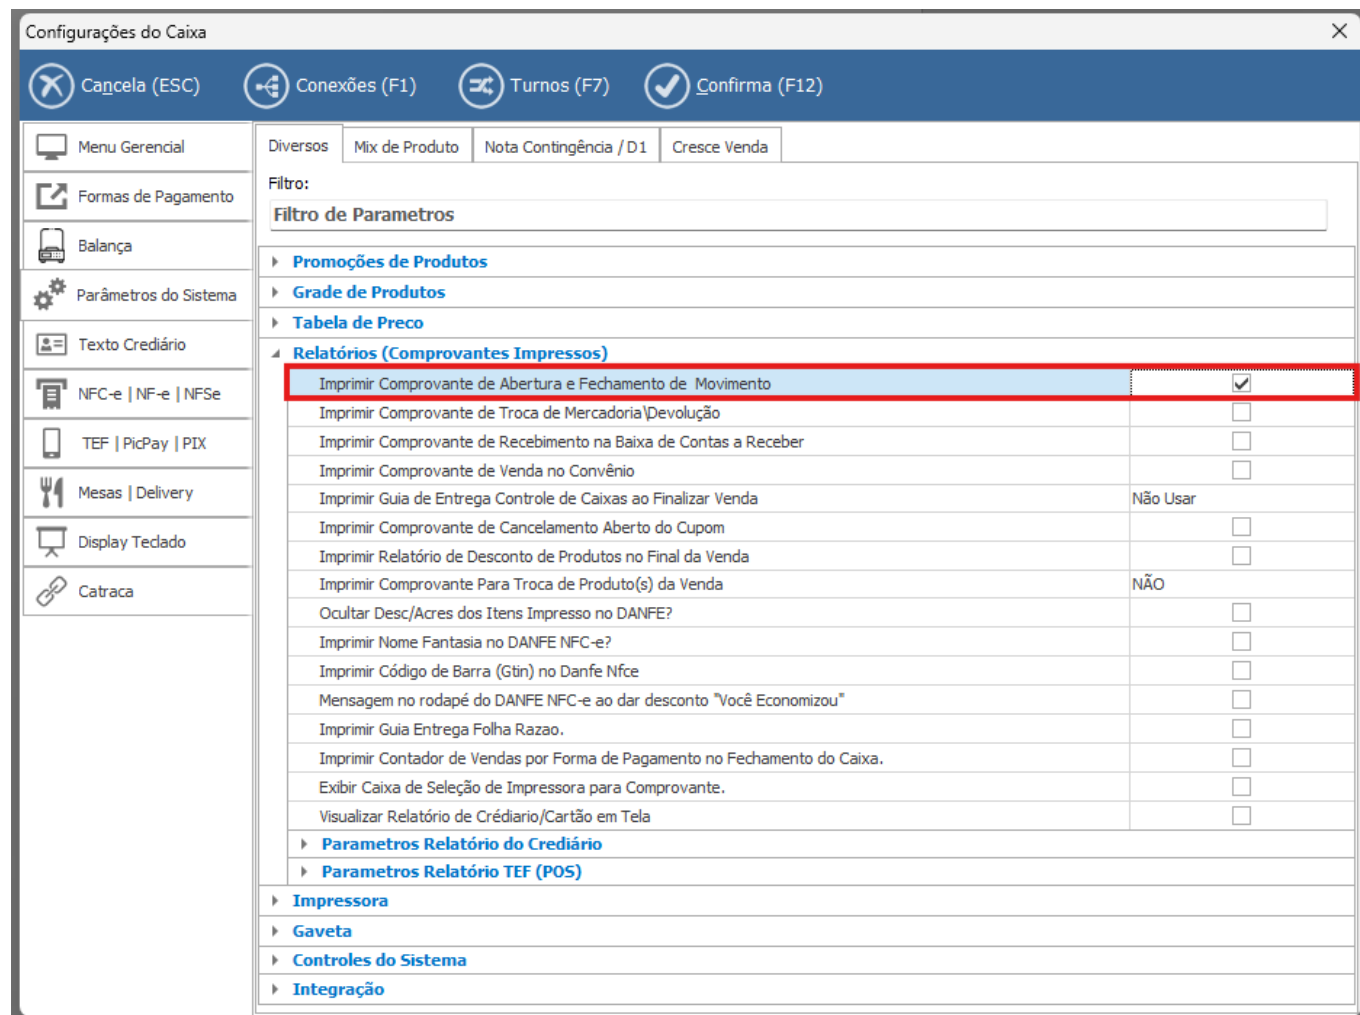 Configurações do Caixa
Cancela (ESC) Conexões (F1) Turnos (F7) Confirma (F12)
Menu Gerencial
Formas de Pagamento
Balança
Parâmetros do Sistema
Texto Crediário
NFC-e | NF-e | NFSe
TEF | PicPay | PIX
Mesas | Delivery
Display Teclado
Catraca
Diversos Mix de Produto Nota Contingência / D1 Cresce Venda
Filtro:
Filtro de Parametros
Promoções de Produtos
Grade de Produtos
Tabela de Preco
Relatórios (Comprovantes Impressos)
Imprimir Comprovante de Abertura e Fechamento de Movimento
Imprimir Comprovante de Troca de Mercadoria\Devolução
Imprimir Comprovante de Recebimento na Baixa de Contas a Receber
Imprimir Comprovante de Venda no Convênio
Imprimir Guia de Entrega Controle de Caixas ao Finalizar Venda Não Usar
Imprimir Comprovante de Cancelamento Aberto do Cupom
Imprimir Relatório de Desconto de Produtos no Final da Venda
Imprimir Comprovante Para Troca de Produto(s) da Venda NÃO
Ocultar Desc/Acres dos Itens Impresso no DANFE?
Imprimir Nome Fantasia no DANFE NFC-e?
Imprimir Código de Barra (Gtin) no Danfe Nfce
Mensagem no rodapé do DANFE NFC-e ao dar desconto "Você Economizou"
Imprimir Guia Entrega Folha Razao.
Imprimir Contador de Vendas por Forma de Pagamento no Fechamento do Caixa.
Exibir Caixa de Seleção de Impressora para Comprovante.
Visualizar Relatório de Crédiario/Cartão em Tela
Parametros Relatório do Crediário
Parametros Relatório TEF (POS)
Impressora
Gaveta
Controles do Sistema
Integração